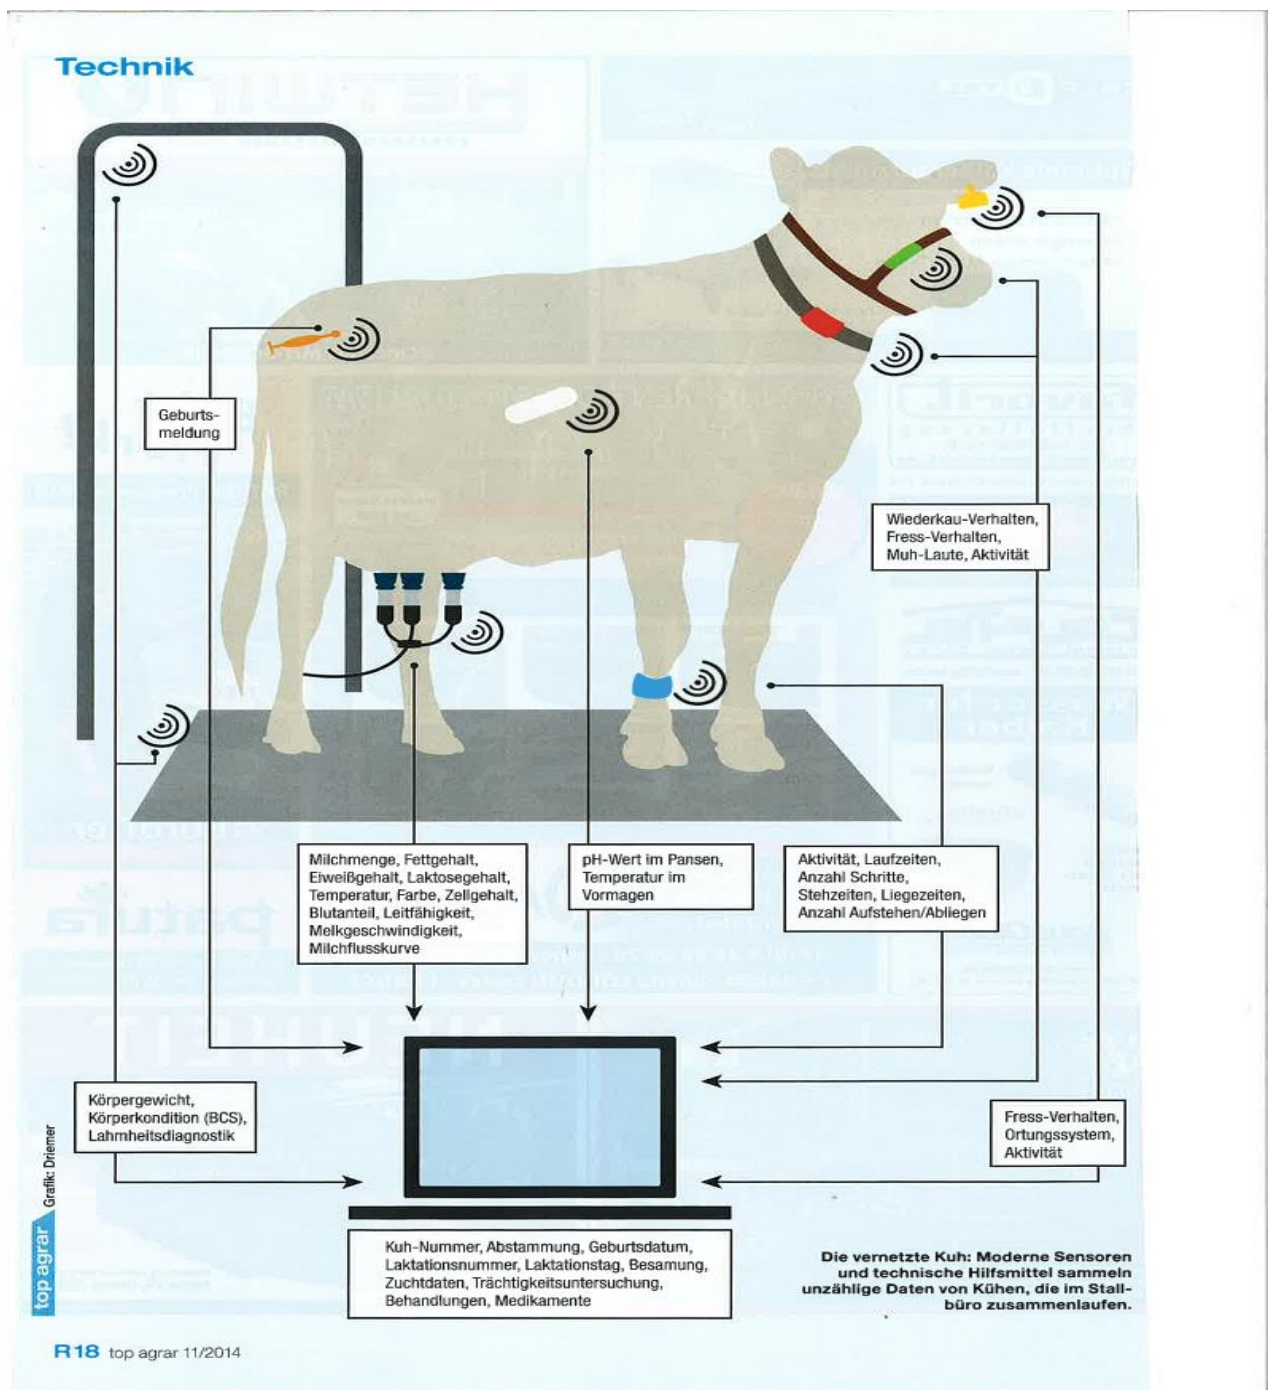 Technik
Geburts-
meldung
Wiederkau-Verhalten,
Fress-Verhalten,
Muh-Laute, Aktivität
Milchmenge, Fettgehalt,
Eiweißgehalt, Laktosegehalt,
Temperatur, Farbe, Zellgehalt,
Blutanteil, Leitfähigkeit,
Melkgeschwindigkeit,
Milchflusskurve
pH-Wert im Pansen,
Temperatur im
Vormagen
Aktivität, Laufzeiten,
Anzahl Schritte,
Stehzeiten, Liegezeiten,
Anzahl Aufstehen/Abliegen
Körpergewicht,
Körperkondition (BCS),
Lahmheitsdiagnostik
Fress-Verhalten,
Ortungssystem,
Aktivität
Kuh-Nummer, Abstammung, Geburtsdatum,
Laktationsnummer, Laktationstag, Besamung,
Zuchtdaten, Trächtigkeitsuntersuchung,
Behandlungen, Medikamente
Die vernetzte Kuh: Moderne Sensoren
und technische Hilfsmittel sammeln
unzählige Daten von Kühen, die im Stall-
büro zusammenlaufen.
top agrar
Grafik: Driemer
R18 top agrar 11/2014